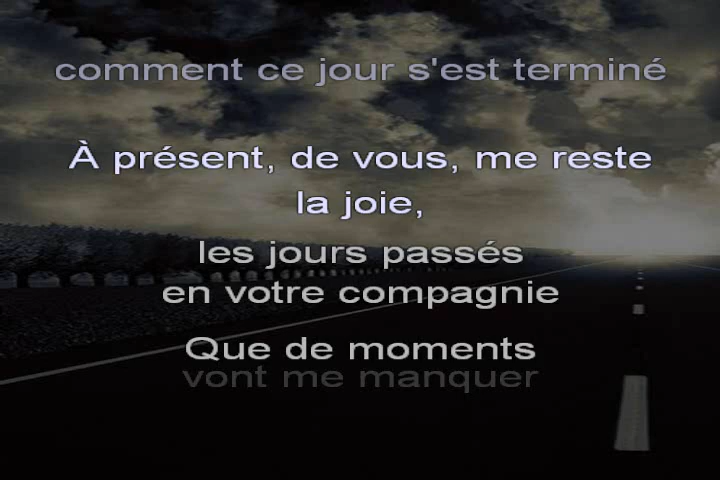 comment ce jour s'est terminé
À présent, de vous, me reste
la joie,
les jours passés
en votre compagnie
Que de moments
vont me manquer